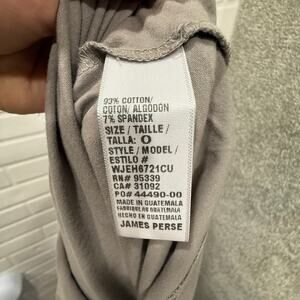 93% COTTON/
COTON/ ALGODON
7% SPANDEX
SIZE / TAILLE /
TALLA: 0
STYLE / MODEL /
ESTILO #
WJEH6721CU
RN# 95339
CA# 31092
PO# 44490-00
MADE IN GUATEMALA
FABRIQUE AU GUATEMALA
HECHO EN GUATEMALA
JAMES PERSE